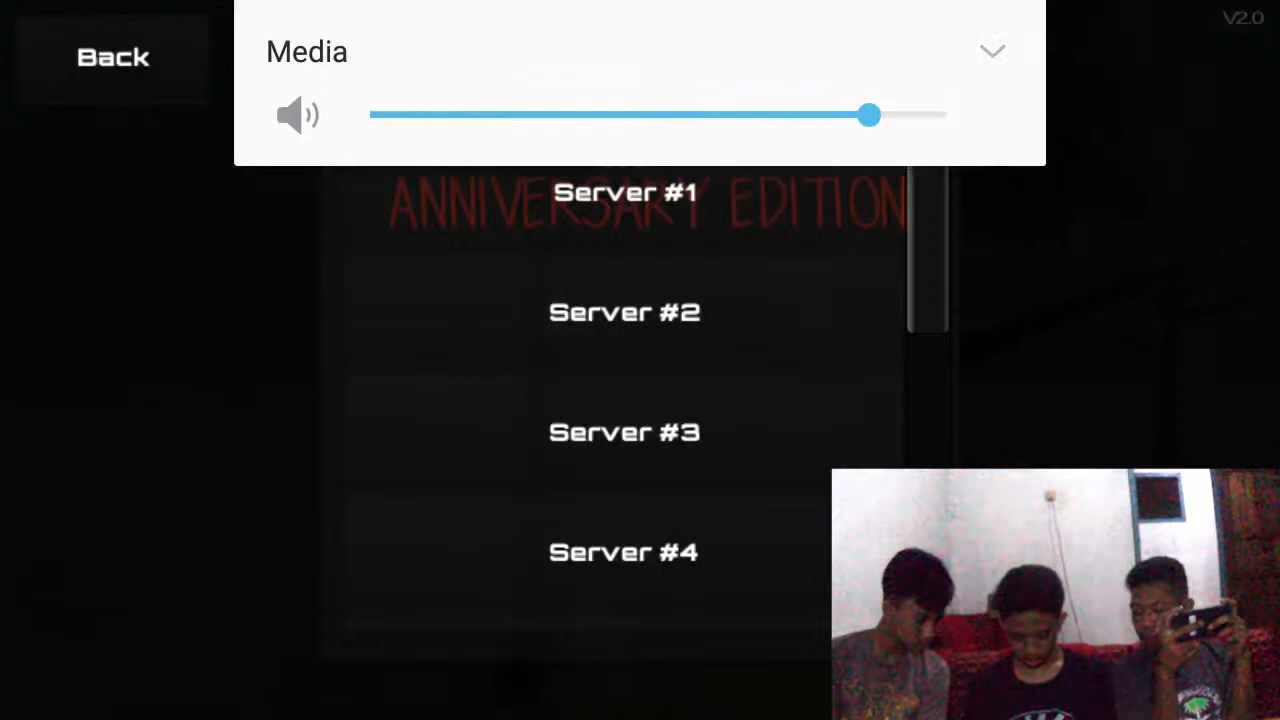 Back
Media
V2.0
Server #1
ANNIVERSARY EDITION
Server #2
Server #3
Server #4